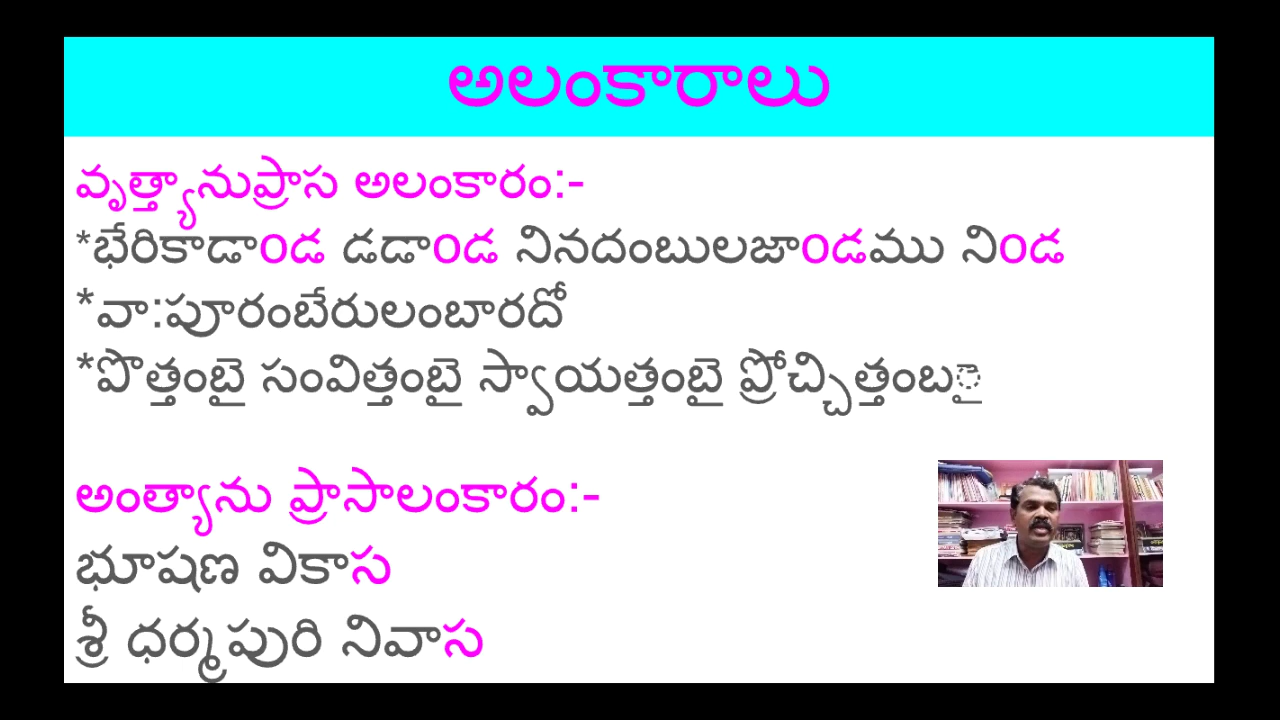 అలంకారాలు
వృత్త్యానుప్రాస అలంకారం:-
*భేరికాడాండ డడాండ నినదంబులజాండము నిండ
*వా:పూరంబేరులంబారదో
*పొత్తంబై సంవిత్తంబై స్వాయత్తంబై ప్రోచ్చిత్తంబై
అంత్యాను ప్రాసాలంకారం:-
భూషణ వికాస
శ్రీ ధర్మపురి నివాస